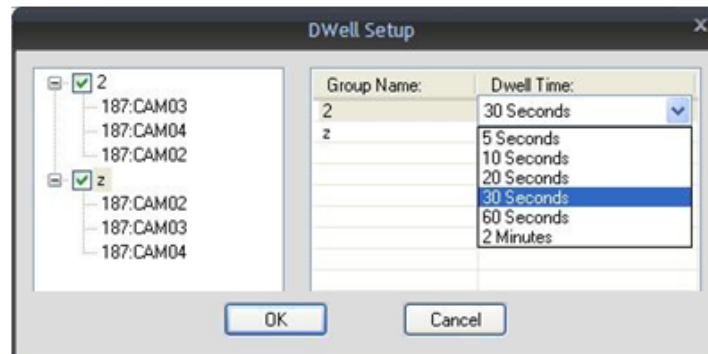 DWell Setup
x
2
187:CAM03
187:CAM04
187:CAM02
z
187:CAM02
187:CAM03
187:CAM04
Group Name: Dwell Time:
2 30 Seconds
z
5 Seconds
10 Seconds
20 Seconds
30 Seconds
60 Seconds
2 Minutes
OK Cancel